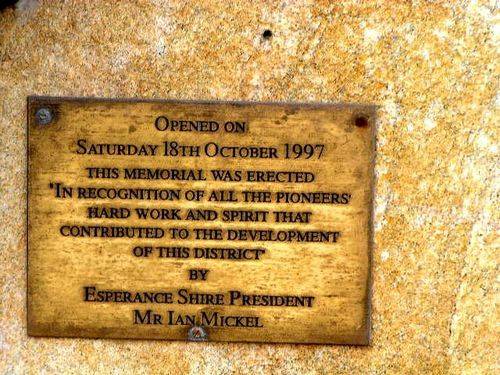 OPENED ON
SATURDAY 18TH OCTOBER 1997
THIS MEMORIAL WAS ERECTED
"IN RECOGNITION OF ALL THE PIONEERS'
HARD WORK AND SPIRIT THAT
CONTRIBUTED TO THE DEVELOPMENT
OF THIS DISTRICT"
BY
ESPERANCE SHIRE PRESIDENT
MR IAN MICKEL